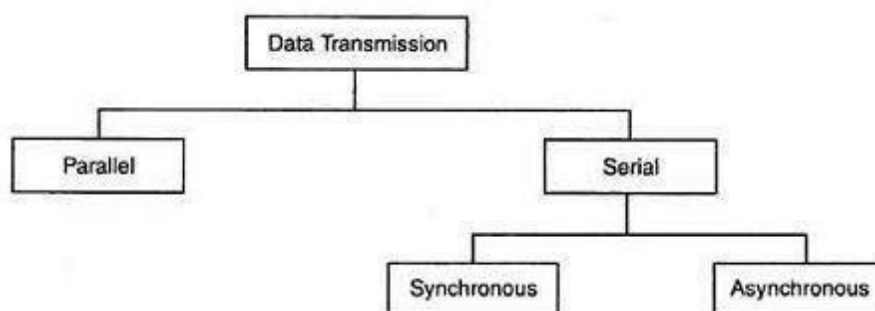 Data Transmission
Parallel
Serial
Synchronous
Asynchronous